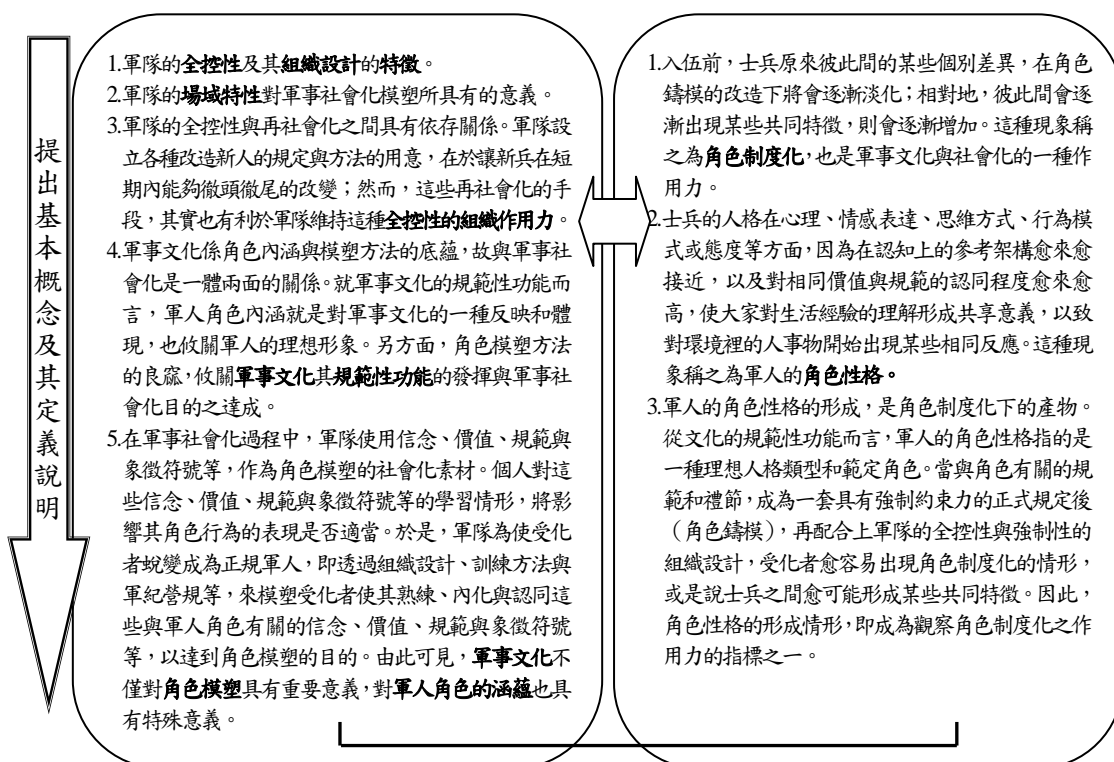 提出基本概念及其定義說明
1.軍隊的全控性及其組織設計的特徵。
2.軍隊的場域特性對軍事社會化模塑所具有的意義。
3.軍隊的全控性與再社會化之間具有依存關係。軍隊設
立各種改造新人的規定與方法的用意，在於讓新兵在短
期內能夠徹頭徹尾的改變；然而，這些再社會化的手
段，其實也有利於軍隊維持這種全控性的組織作用力。
4.軍事文化係角色內涵與模塑方法的底蘊，故與軍事社
會化是一體兩面的關係。就軍事文化的規範性功能而
言，軍人角色內涵就是對軍事文化的一種反映和體
現，也攸關軍人的理想形象。另方面，角色模塑方法
的良窳，攸關軍事文化其規範性功能的發揮與軍事社
會化目的之達成。
5.在軍事社會化過程中，軍隊使用信念、價值、規範與
象徵符號等，作為角色模塑的社會化素材。個人對這
些信念、價值、規範與象徵符號等的學習情形，將影
響其角色行為的表現是否適當。於是，軍隊為使受化
者蛻變成為正規軍人，即透過組織設計、訓練方法與
軍紀營規等，來模塑受化者使其熟練、內化與認同這
些與軍人角色有關的信念、價值、規範與象徵符號
等，以達到角色模塑的目的。由此可見，軍事文化不
僅對角色模塑具有重要意義，對軍人角色的涵蘊也具
有特殊意義。
1.入伍前，士兵原來彼此間的某些個別差異，在角色
鑄模的改造下將會逐漸淡化；相對地，彼此間會逐
漸出現某些共同特徵，則會逐漸增加。這種現象稱
之為角色制度化，也是軍事文化與社會化的一種作
用力。
2.士兵的人格在心理、情感表達、思維方式、行為模
式或態度等方面，因為在認知上的參考架構愈來愈
接近，以及對相同價值與規範的認同程度愈來愈
高，使大家對生活經驗的理解形成共享意義，以致
對環境裡的人事物開始出現某些相同反應。這種現
象稱之為軍人的角色性格。
3.軍人的角色性格的形成，是角色制度化下的產物。
從文化的規範性功能而言，軍人的角色性格指的是
一種理想人格類型和範定角色。當與角色有關的規
範和禮節，成為一套具有強制約束力的正式規定後
（角色鑄模），再配合上軍隊的全控性與強制性的
組織設計，受化者愈容易出現角色制度化的情形，
或是說士兵之間愈可能形成某些共同特徵。因此，
角色性格的形成情形，即成為觀察角色制度化之作
用力的指標之一。